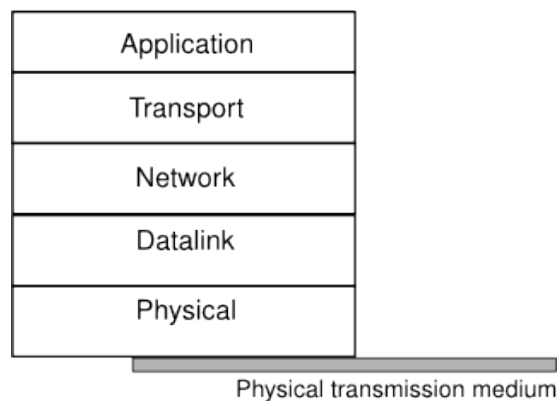 Application
Transport
Network
Datalink
Physical
Physical transmission medium